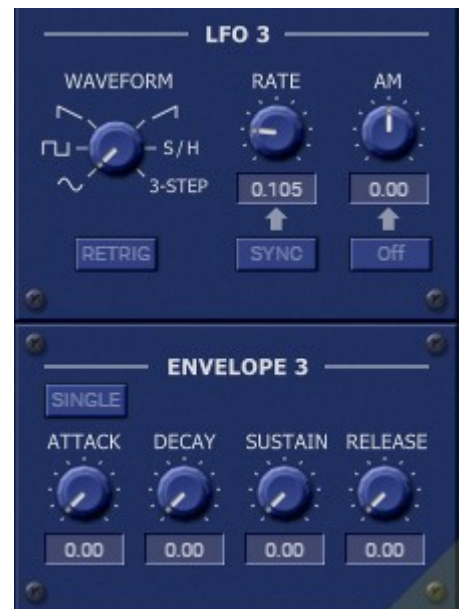 LFO 3
WAVEFORM RATE AM
S/H
3-STEP
0.105 0.00
RETRIG SYNC Off
ENVELOPE 3
SINGLE
ATTACK DECAY SUSTAIN RELEASE
0.00 0.00 0.00 0.00